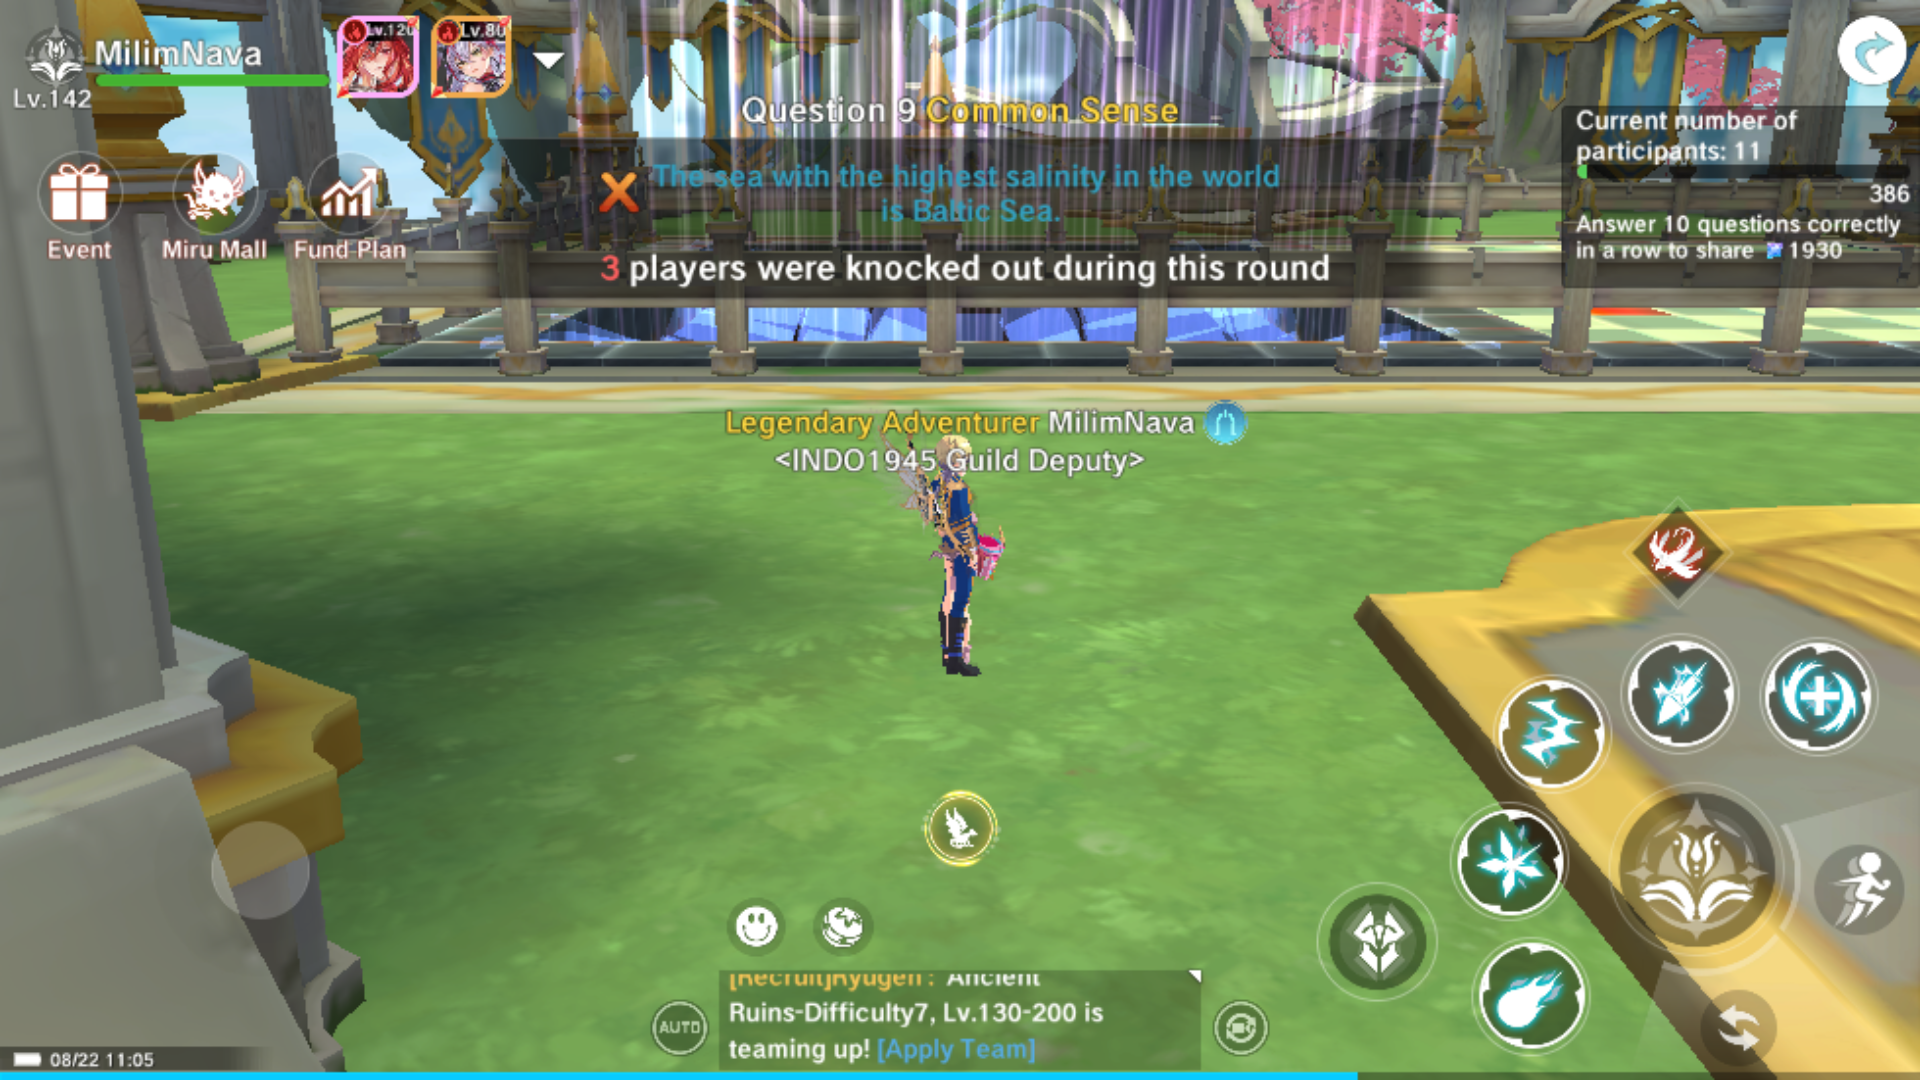 MilimNava
Lv.142
Lv.120
Lv.80
Event
Miru Mall
Fund Plan
Question 9 Common Sense
The sea with the highest salinity in the world
is Baltic Sea.
3 players were knocked out during this round
Current number of
participants: 11
386
Answer 10 questions correctly
in a row to share 1930
Legendary Adventurer MilimNava
<INDO1945 Guild Deputy>
[Recruit]Ryugen : Ancient
Ruins-Difficulty7, Lv.130-200 is
teaming up! [Apply Team]
AUTO
08/22 11:05